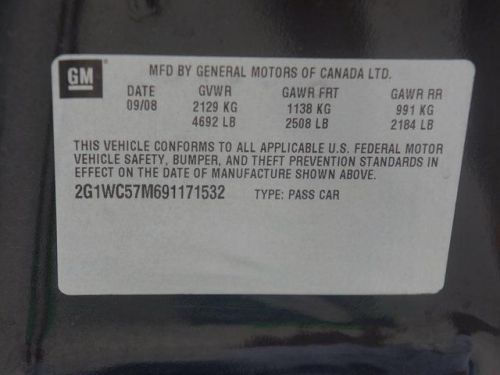 GM
MFD BY GENERAL MOTORS OF CANADA LTD.
DATE GVWR GAWR FRT GAWR RR
09/08 2129 KG 1138 KG 991 KG
4692 LB 2508 LB 2184 LB
THIS VEHICLE CONFORMS TO ALL APPLICABLE U.S. FEDERAL MOTOR
VEHICLE SAFETY, BUMPER, AND THEFT PREVENTION STANDARDS IN
EFFECT ON THE DATE OF MANUFACTURE SHOWN ABOVE.
2G1WC57M691171532 TYPE: PASS CAR